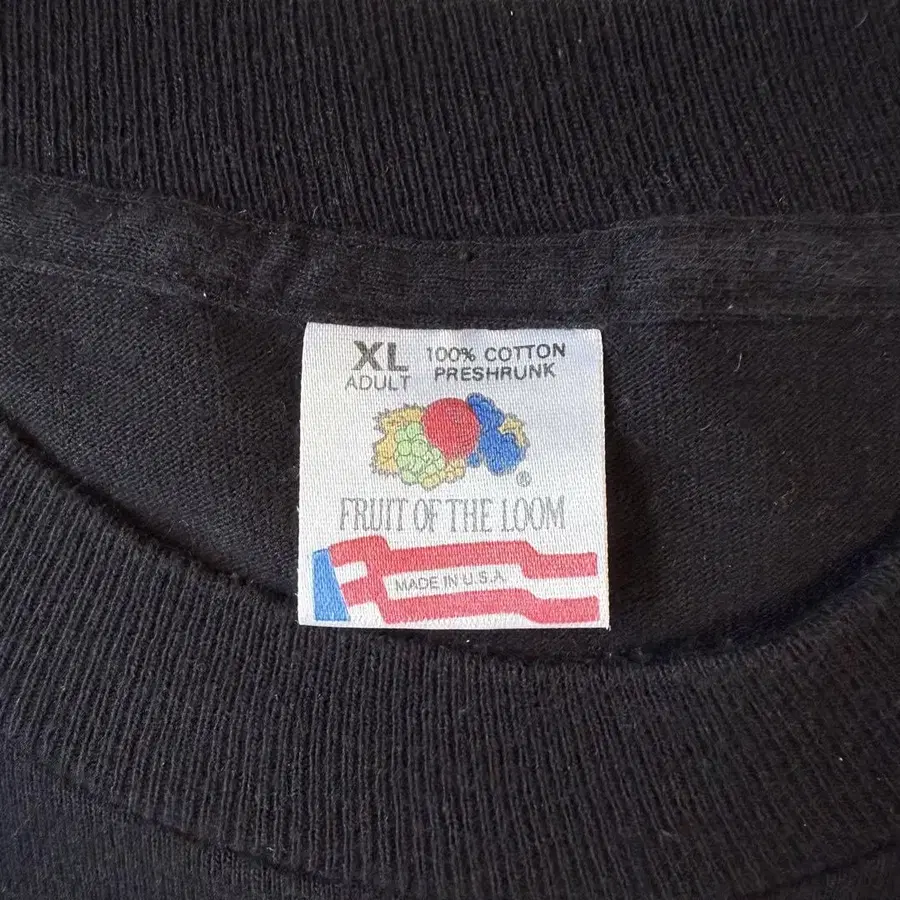 XL 100% COTTON
ADULT PRESHRUNK
®
FRUIT OF THE LOOM
MADE IN U.S.A.